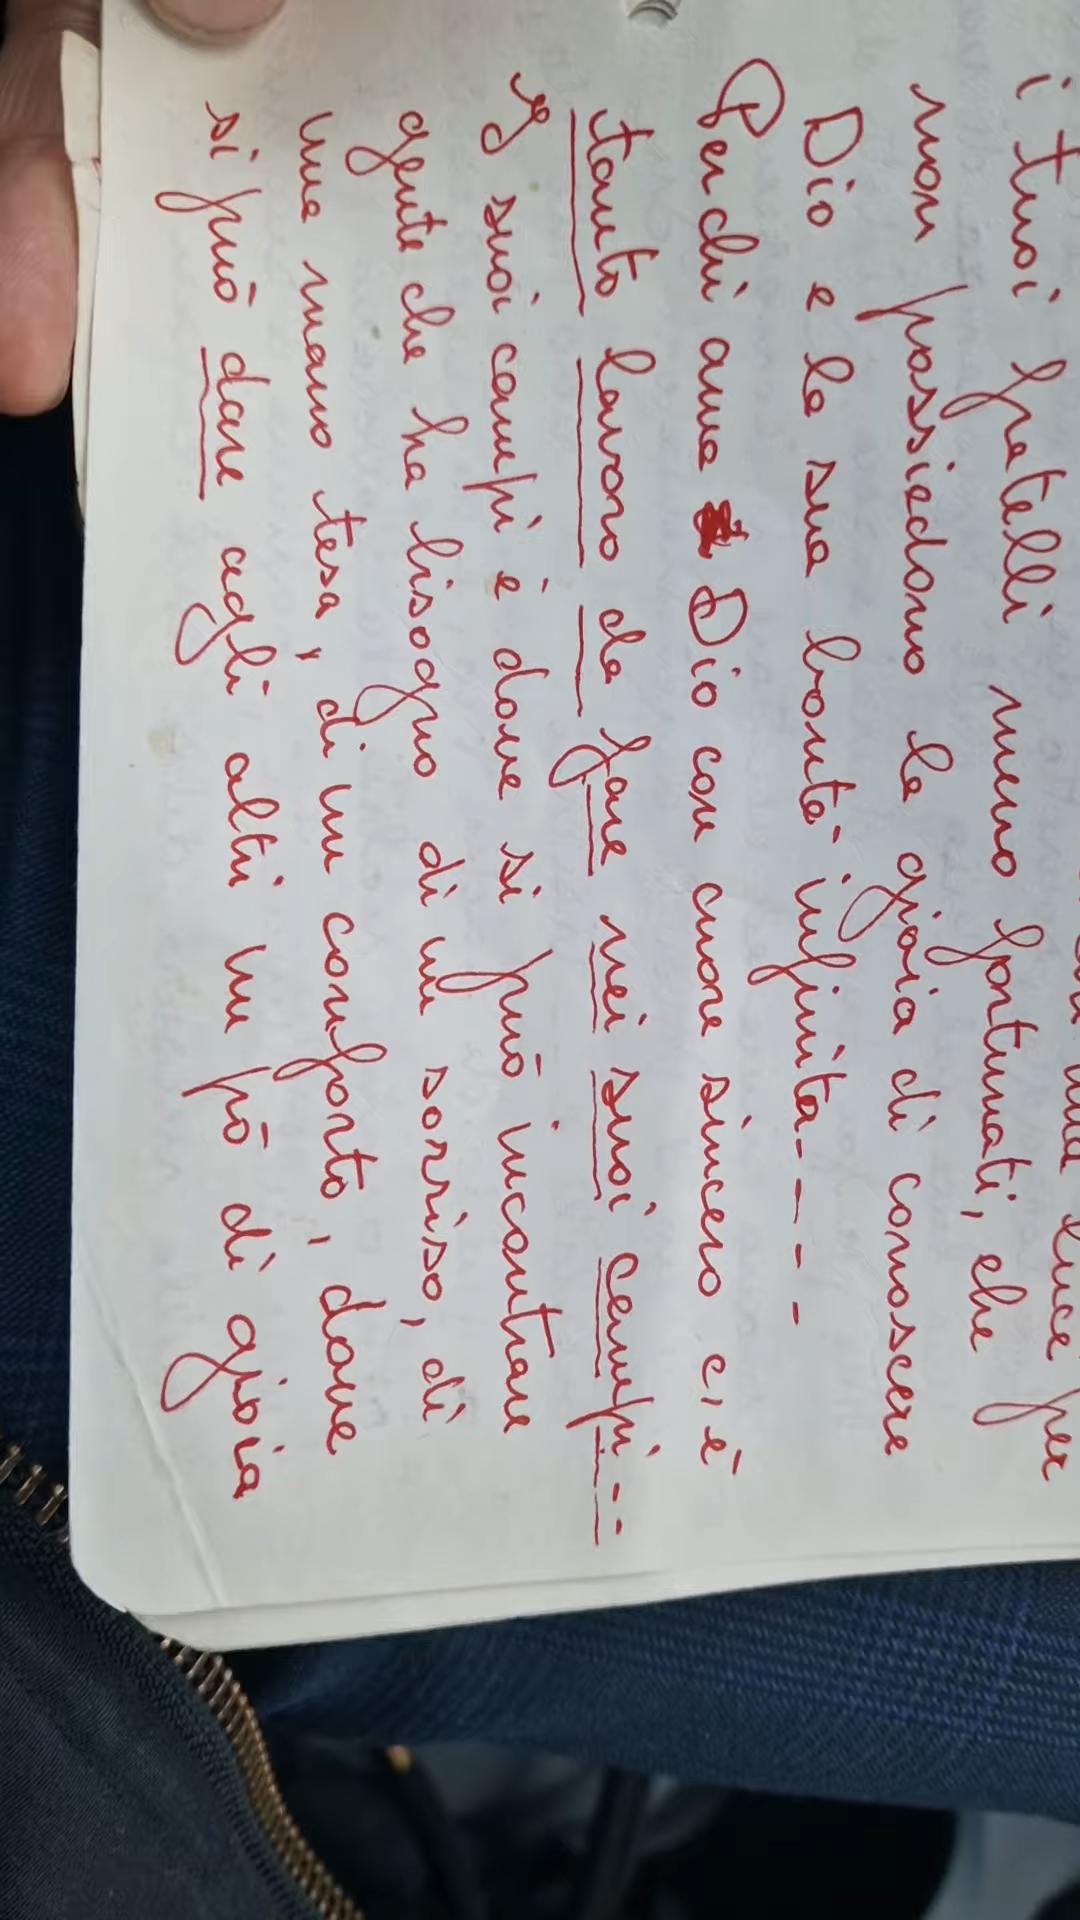 luce per
i tuoi fratelli meno fortunati, che
non possiedono la gioia di conoscere
Dio e la sua bontà infinita - - - -
Per chi ama Dio con cuore sincero c'è
tanto lavoro da fare nei suoi campi - - -
I suoi campi è dove si può incontrare
gente che ha bisogno di un sorriso, di
una mano tesa, di un conforto, dove
si può dare agli altri un pò di gioia